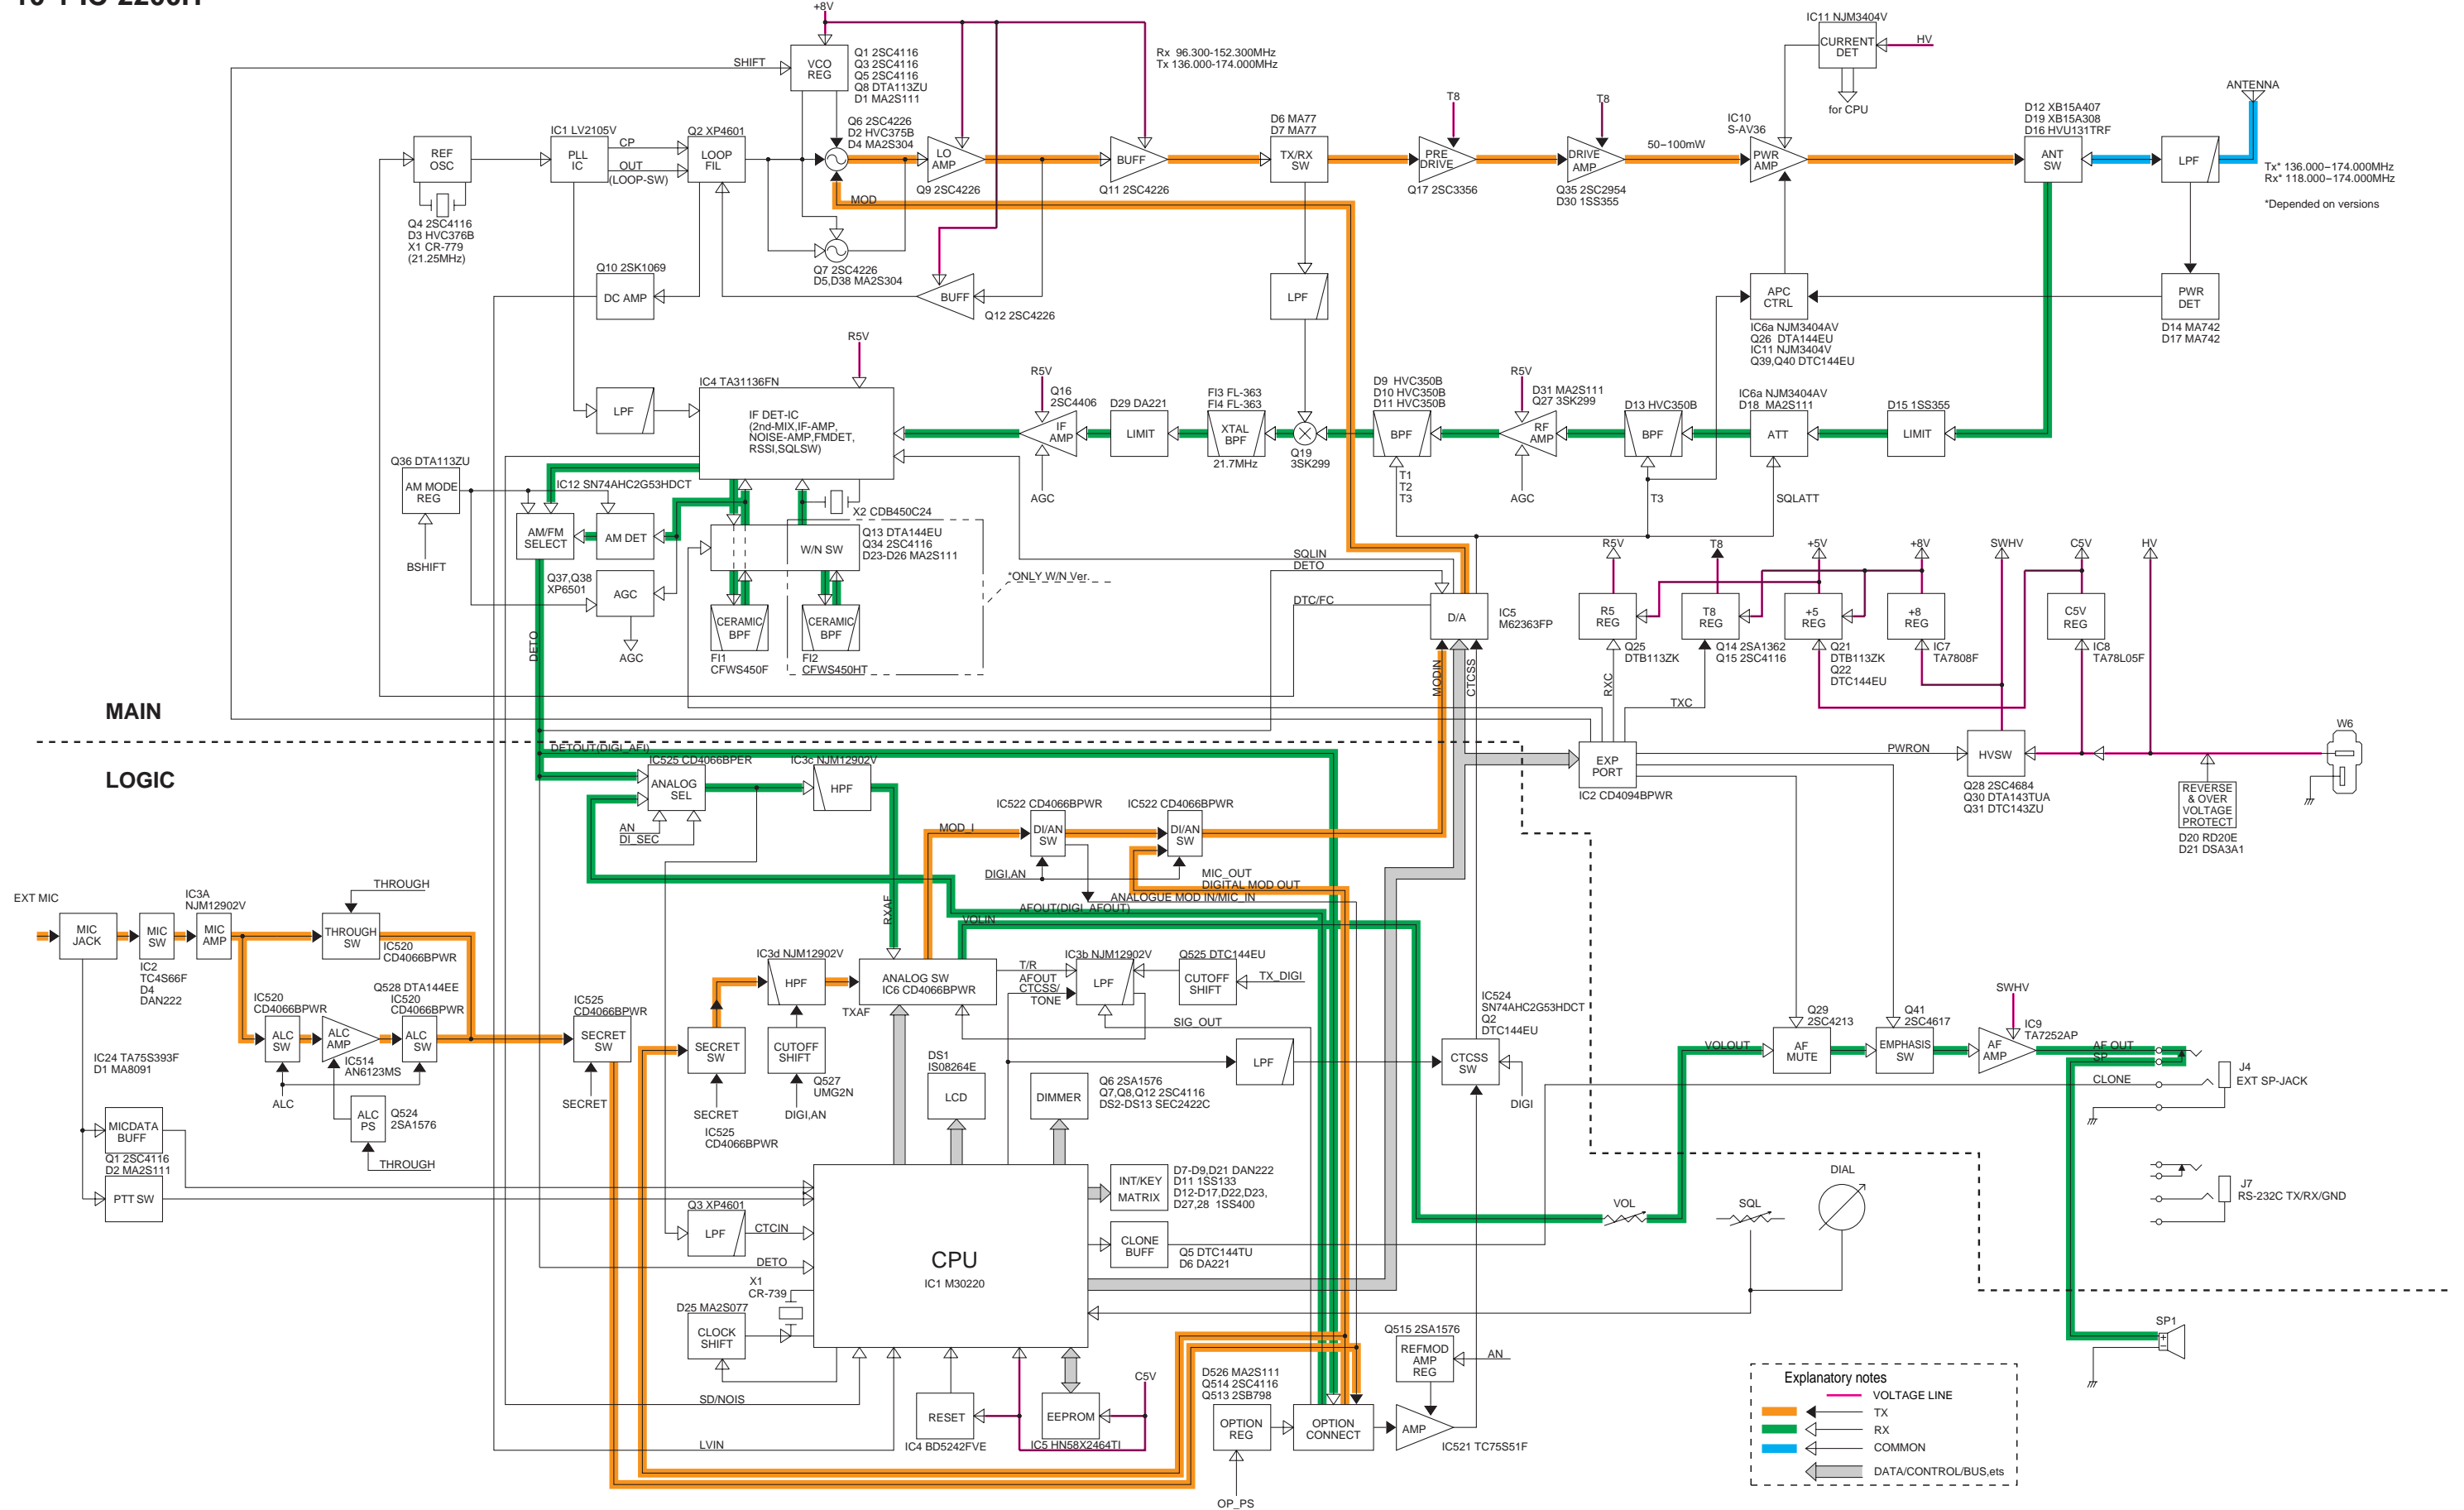 +8V
IC11 NJM3404V
CURRENT
DET
HV
for CPU
SHIFT
VCO
REG
Q1 2SC4116
Q3 2SC4116
Q5 2SC4116
Q8 DTA113ZU
D1 MA2S111
Rx 96.300-152.300MHz
Tx 136.000-174.000MHz
T8
T8
ANTENNA
REF
OSC
IC1 LV2105V
PLL
IC
CP
OUT
(LOOP-SW)
Q2 XP4601
LOOP
FIL
Q6 2SC4226
D2 HVC375B
D4 MA2S304
LO
AMP
Q9 2SC4226
BUFF
Q11 2SC4226
D6 MA77
D7 MA77
TX/RX
SW
PRE
DRIVE
Q17 2SC3356
DRIVE
AMP
Q35 2SC2954
D30 1SS355
50-100mW
IC10
S-AV36
PWR
AMP
D12 XB15A407
D19 XB15A308
D16 HVU131TRF
ANT
SW
LPF
Tx* 136.000-174.000MHz
Rx* 118.000-174.000MHz
*Depended on versions
Q4 2SC4116
D3 HVC376B
X1 CR-779
(21.25MHz)
MOD
Q7 2SC4226
D5,D38 MA2S304
Q10 2SK1069
DC AMP
BUFF
Q12 2SC4226
LPF
APC
CTRL
IC6a NJM3404AV
Q26 DTA144EU
IC11 NJM3404V
Q39,Q40 DTC144EU
PWR
DET
D14 MA742
D17 MA742
R5V
IC4 TA31136FN
IF DET-IC
(2nd-MIX,IF-AMP,
NOISE-AMP,FMDET,
RSSI,SQLSW)
LPF
R5V
Q16
2SC4406
IF
AMP
AGC
D29 DA221
LIMIT
FI3 FL-363
FI4 FL-363
XTAL
BPF
21.7MHz
Q19
3SK299
D9 HVC350B
D10 HVC350B
D11 HVC350B
BPF
T1
T2
T3
R5V
D31 MA2S111
Q27 3SK299
RF
AMP
AGC
D13 HVC350B
BPF
T3
IC6a NJM3404AV
D18 MA2S111
ATT
SQLATT
D15 1SS355
LIMIT
Q36 DTA113ZU
AM MODE
REG
BSHIFT
IC12 SN74AHC2G53HDCT
AM/FM
SELECT
AM DET
Q37,Q38
XP6501
AGC
AGC
X2 CDB450C24
W/N SW
Q13 DTA144EU
Q34 2SC4116
D23-D26 MA2S111
*ONLY W/N Ver.
CERAMIC
BPF
FI1
CFWS450F
CERAMIC
BPF
FI2
CFWS450HT
SQLIN
DETO
DTC/FC
D/A
IC5
M62363FP
R5V
T8
+5V
+8V
SWHV
C5V
HV
R5
REG
Q25
DTB113ZK
T8
REG
Q14 2SA1362
Q15 2SC4116
+5
REG
Q21
DTB113ZK
Q22
DTC144EU
+8
REG
IC7
TA7808F
C5V
REG
IC8
TA78L05F
DETO
MODIN
CTCSS
RXC
TXC
MAIN
LOGIC
DETOUT(DIGI_AFI)
EXP
PORT
IC2 CD4094BPWR
PWRON
HVSW
Q28 2SC4684
Q30 DTA143TUA
Q31 DTC143ZU
REVERSE
& OVER
VOLTAGE
PROTECT
D20 RD20E
D21 DSA3A1
W6
IC525 CD4066BPER
ANALOG
SEL
AN
DI_SEC
IC3c NJM12902V
HPF
RXAF
MOD_I
IC522 CD4066BPWR
DI/AN
SW
IC522 CD4066BPWR
DI/AN
SW
DIGI,AN
MIC_OUT
DIGITAL MOD OUT
ANALOGUE MOD IN/MIC_IN
AFOUT(DIGI_AFOUT)
VOLIN
EXT MIC
MIC
JACK
MIC
SW
IC2
TC4S66F
D4
DAN222
IC3A
NJM12902V
MIC
AMP
THROUGH
THROUGH
SW
IC520
CD4066BPWR
IC520
CD4066BPWR
ALC
SW
ALC
AMP
IC514
AN6123MS
Q528 DTA144EE
IC520
CD4066BPWR
ALC
SW
ALC
ALC
PS
Q524
2SA1576
THROUGH
IC24 TA75S393F
D1 MA8091
MICDATA
BUFF
Q1 2SC4116
D2 MA2S111
PTT SW
IC525
CD4066BPWR
SECRET
SW
SECRET
SECRET
SW
SECRET
IC525
CD4066BPWR
IC3d NJM12902V
HPF
CUTOFF
SHIFT
Q527
UMG2N
DIGI,AN
ANALOG SW
IC6 CD4066BPWR
TXAF
T/R
AFOUT
CTCSS/
TONE
IC3b NJM12902V
LPF
Q525 DTC144EU
CUTOFF
SHIFT
TX_DIGI
SIG_OUT
IC524
SN74AHC2G53HDCT
Q2
DTC144EU
CTCSS
SW
DIGI
LPF
DS1
IS08264E
LCD
DIMMER
Q6 2SA1576
Q7,Q8,Q12 2SC4116
DS2-DS13 SEC2422C
VOLOUT
Q29
2SC4213
AF
MUTE
Q41
2SC4617
EMPHASIS
SW
SWHV
AF
AMP
IC9
TA7252AP
AF OUT
SP
CLONE
J4
EXT SP-JACK
J7
RS-232C TX/RX/GND
INT/KEY
MATRIX
D7-D9,D21 DAN222
D11 1SS133
D12-D17,D22,D23,
D27,28 1SS400
CLONE
BUFF
Q5 DTC144TU
D6 DA221
VOL
SQL
DIAL
Q3 XP4601
LPF
CTCIN
DETO
CPU
IC1 M30220
X1
CR-739
D25 MA2S077
CLOCK
SHIFT
SD/NOIS
LVIN
RESET
IC4 BD5242FVE
EEPROM
IC5 HN58X2464TI
C5V
D526 MA2S111
Q514 2SC4116
Q513 2SB798
OPTION
REG
OP_PS
OPTION
CONNECT
Q515 2SA1576
REFMOD
AMP
REG
AN
AMP
IC521 TC75S51F
SP1
Explanatory notes
VOLTAGE LINE
TX
RX
COMMON
DATA/CONTROL/BUS,ets